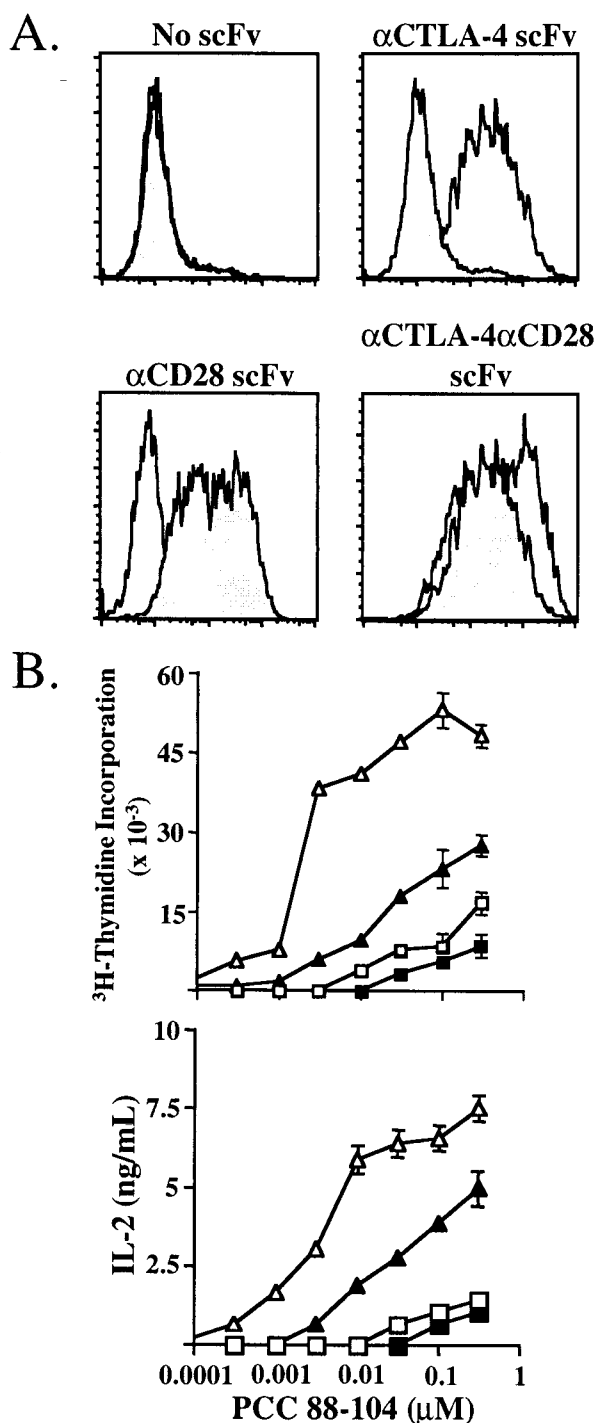 A.
No scFv
αCTLA-4 scFv
αCD28 scFv
αCTLA-4αCD28
scFv
B.
³H-Thymidine Incorporation
(x 10⁻³)
60
45
30
15
IL-2 (ng/mL)
10
7.5
5
2.5
0.0001 0.001 0.01 0.1 1
PCC 88-104 (μM)